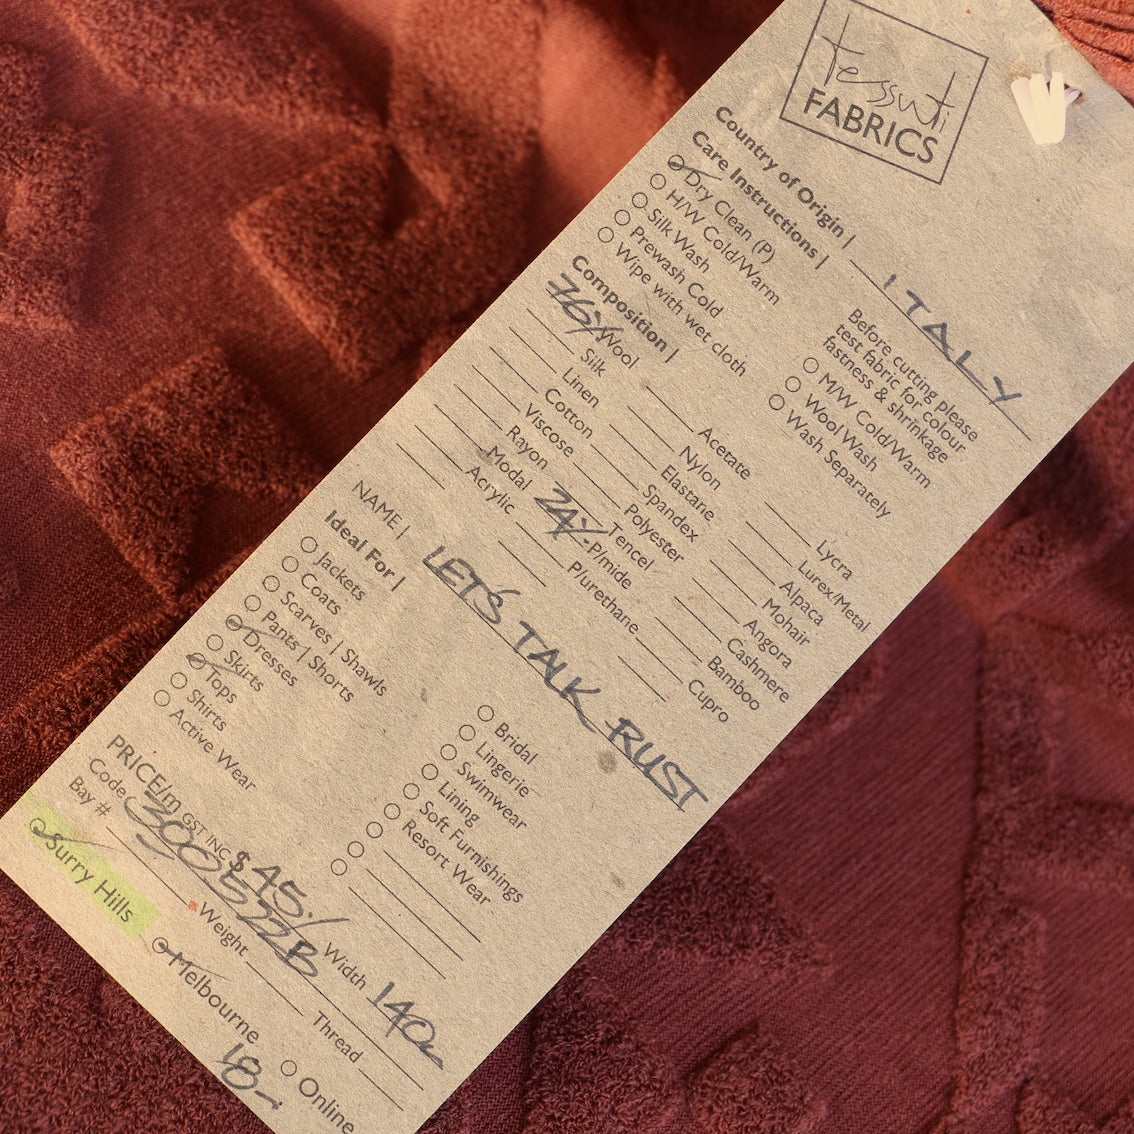 tessuti
FABRICS
Country of Origin | ITALY
Care Instructions |
Dry Clean (P)
H/W Cold/Warm
Silk Wash
Prewash Cold
Wipe with wet cloth
Before cutting please
test fabric for colour
fastness & shrinkage
M/W Cold/Warm
Wool Wash
Wash Separately
Composition |
76% Wool
Silk
Linen
Cotton
Viscose
Rayon
Modal
Acrylic
Acetate
Nylon
Elastane
Spandex
Polyester
Tencel
24% P/mide
P/urethane
Lycra
Lurex/Metal
Alpaca
Mohair
Angora
Cashmere
Bamboo
Cupro
NAME | LET'S TALK RUST
Ideal For |
Jackets
Coats
Scarves | Shawls
Pants | Shorts
Dresses
Skirts
Tops
Shirts
Active Wear
Bridal
Lingerie
Swimwear
Lining
Soft Furnishings
Resort Wear
PRICE/m GST INC $45 Width 140
Code 300522B
Bay # Weight Thread
Surry Hills Melbourne Online
18